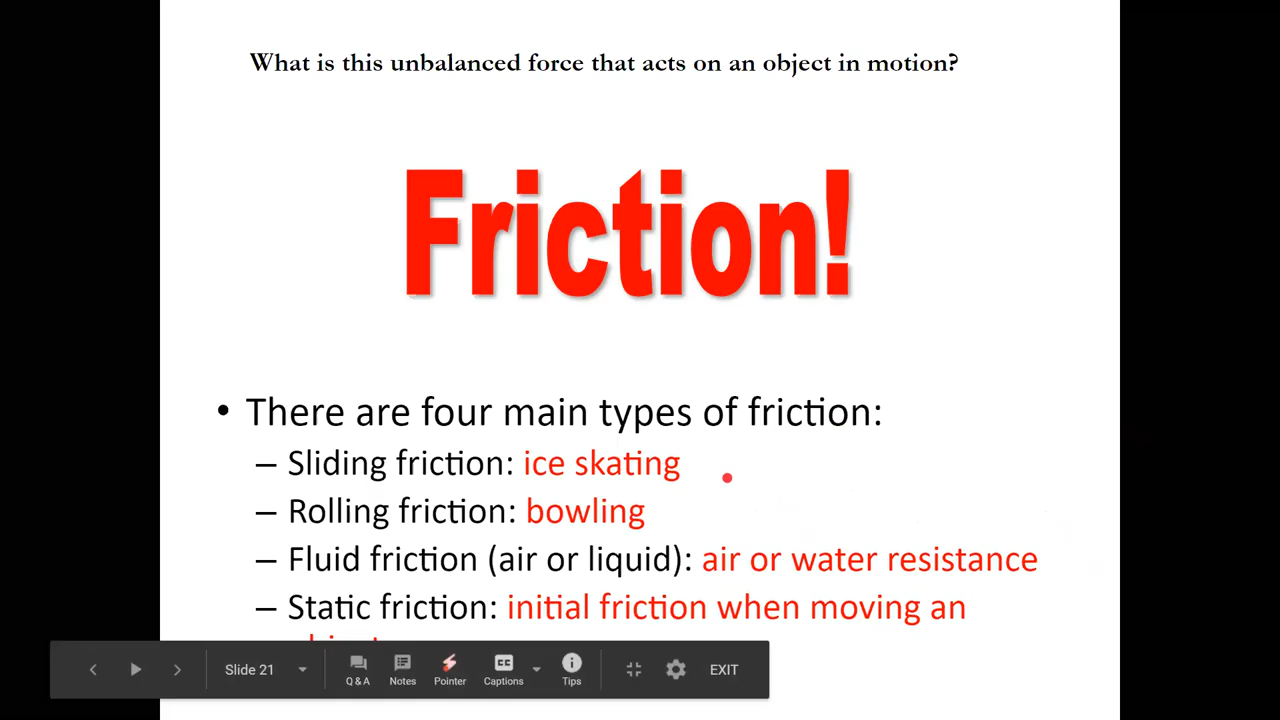 What is this unbalanced force that acts on an object in motion?
Friction!
• There are four main types of friction:
– Sliding friction: ice skating
– Rolling friction: bowling
– Fluid friction (air or liquid): air or water resistance
– Static friction: initial friction when moving an
Slide 21
Q & A
Notes
Pointer
CC
Captions
Tips
EXIT